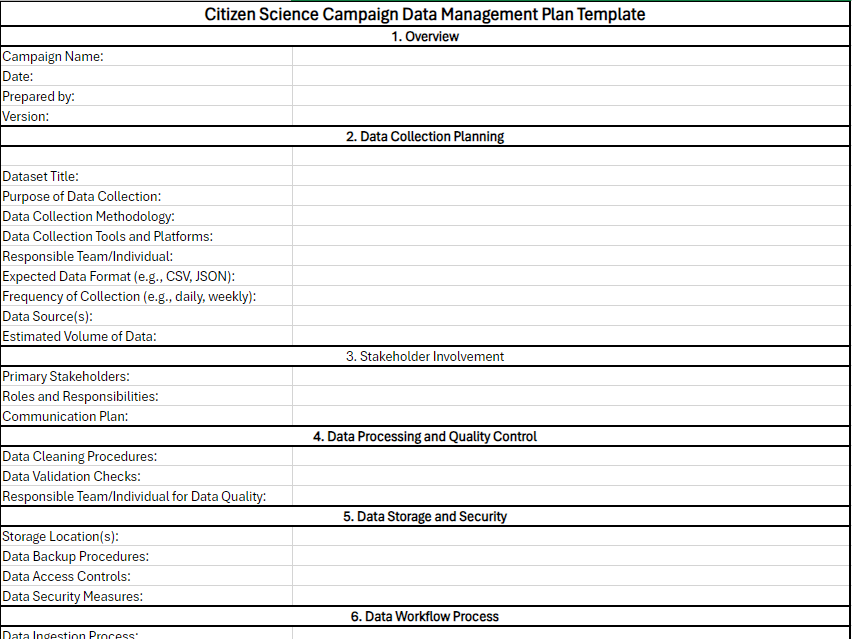 Citizen Science Campaign Data Management Plan Template
1. Overview
Campaign Name:
Date:
Prepared by:
Version:
2. Data Collection Planning
Dataset Title:
Purpose of Data Collection:
Data Collection Methodology:
Data Collection Tools and Platforms:
Responsible Team/Individual:
Expected Data Format (e.g., CSV, JSON):
Frequency of Collection (e.g., daily, weekly):
Data Source(s):
Estimated Volume of Data:
3. Stakeholder Involvement
Primary Stakeholders:
Roles and Responsibilities:
Communication Plan:
4. Data Processing and Quality Control
Data Cleaning Procedures:
Data Validation Checks:
Responsible Team/Individual for Data Quality:
5. Data Storage and Security
Storage Location(s):
Data Backup Procedures:
Data Access Controls:
Data Security Measures:
6. Data Workflow Process
Data Ingestion Process: